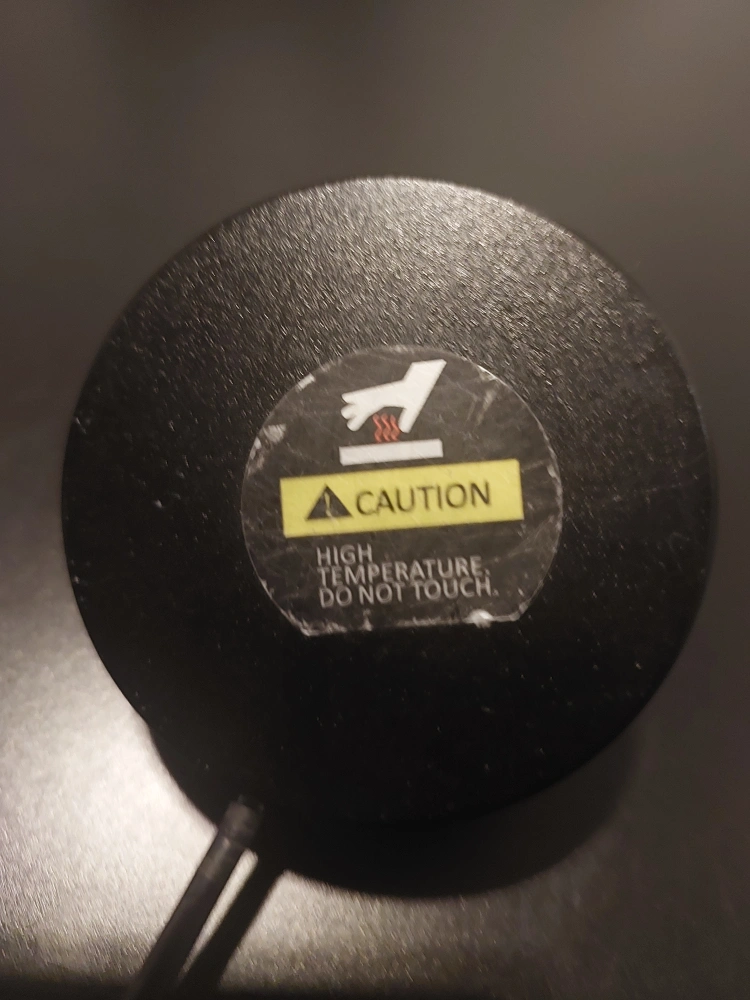 CAUTION
HIGH
TEMPERATURE.
DO NOT TOUCH.